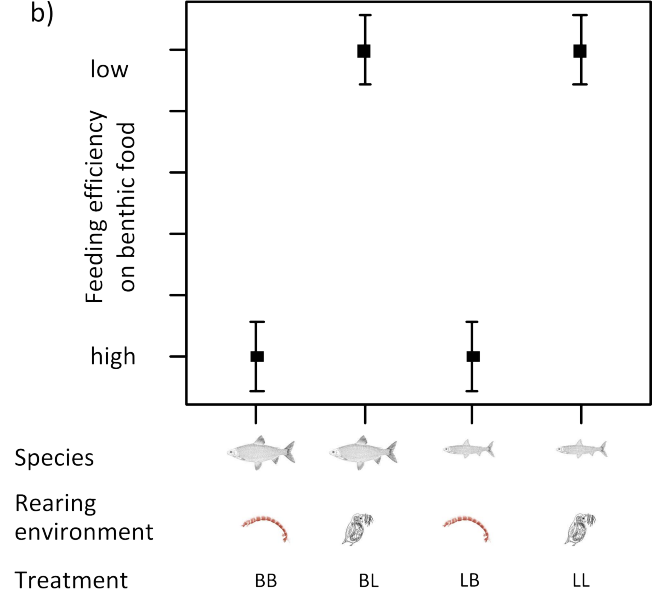 b)
low
Feeding efficiency
on benthic food
high
Species
Rearing
environment
Treatment BB BL LB LL